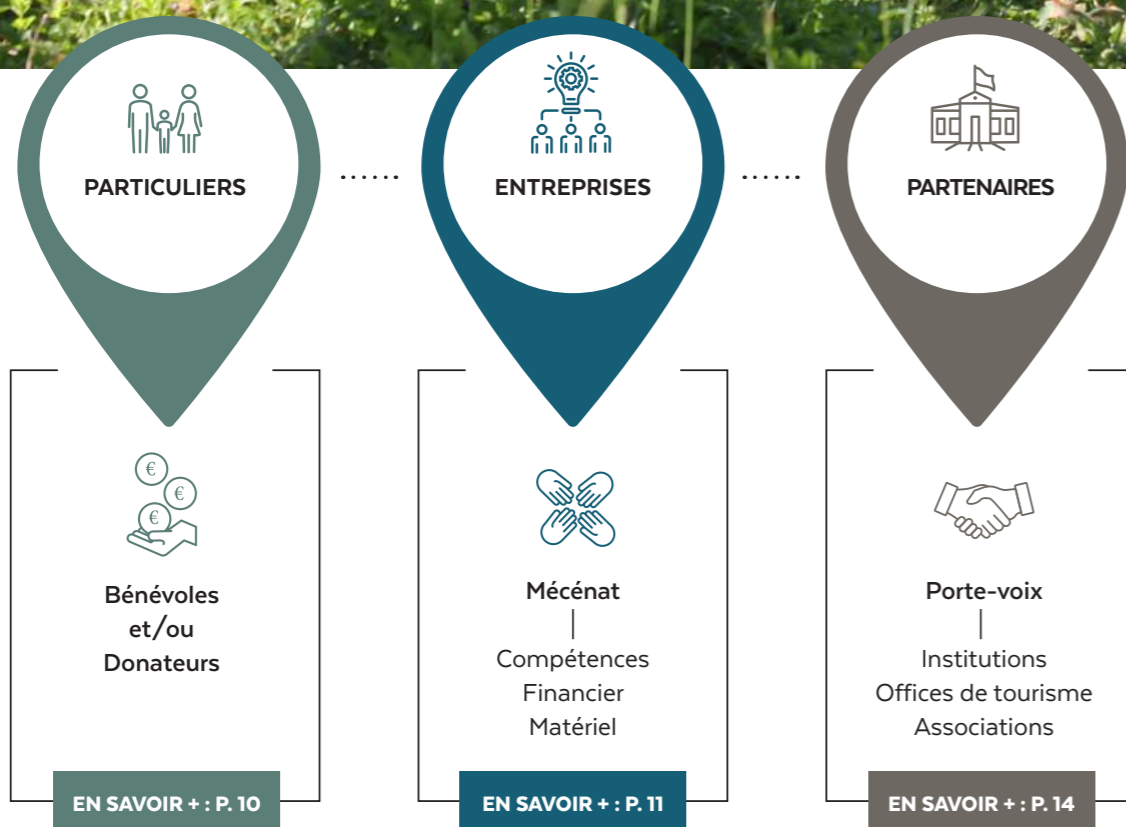 PARTICULIERS
......
ENTREPRISES
......
PARTENAIRES
€
€
€
Bénévoles
et/ou
Donateurs
EN SAVOIR + : P. 10
Mécénat
Compétences
Financier
Matériel
EN SAVOIR + : P. 11
Porte-voix
Institutions
Offices de tourisme
Associations
EN SAVOIR + : P. 14